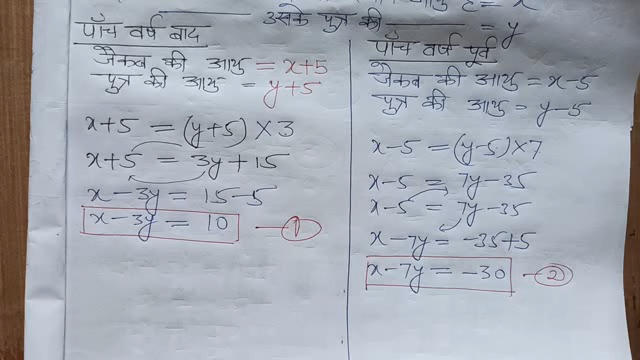 आयु है = x
उसके पुत्र की = y
पाँच वर्ष बाद
जैकब की आयु = x+5
पुत्र की आयु = y+5
x+5 = (y+5) × 3
x+5 = 3y+15
x-3y = 15-5
x-3y = 10 —①
पाँच वर्ष पूर्व
जैकब की आयु = x-5
पुत्र की आयु = y-5
x-5 = (y-5)×7
x-5 = 7y-35
x-5 = 7y-35
x-7y = -35+5
x-7y = -30 —②